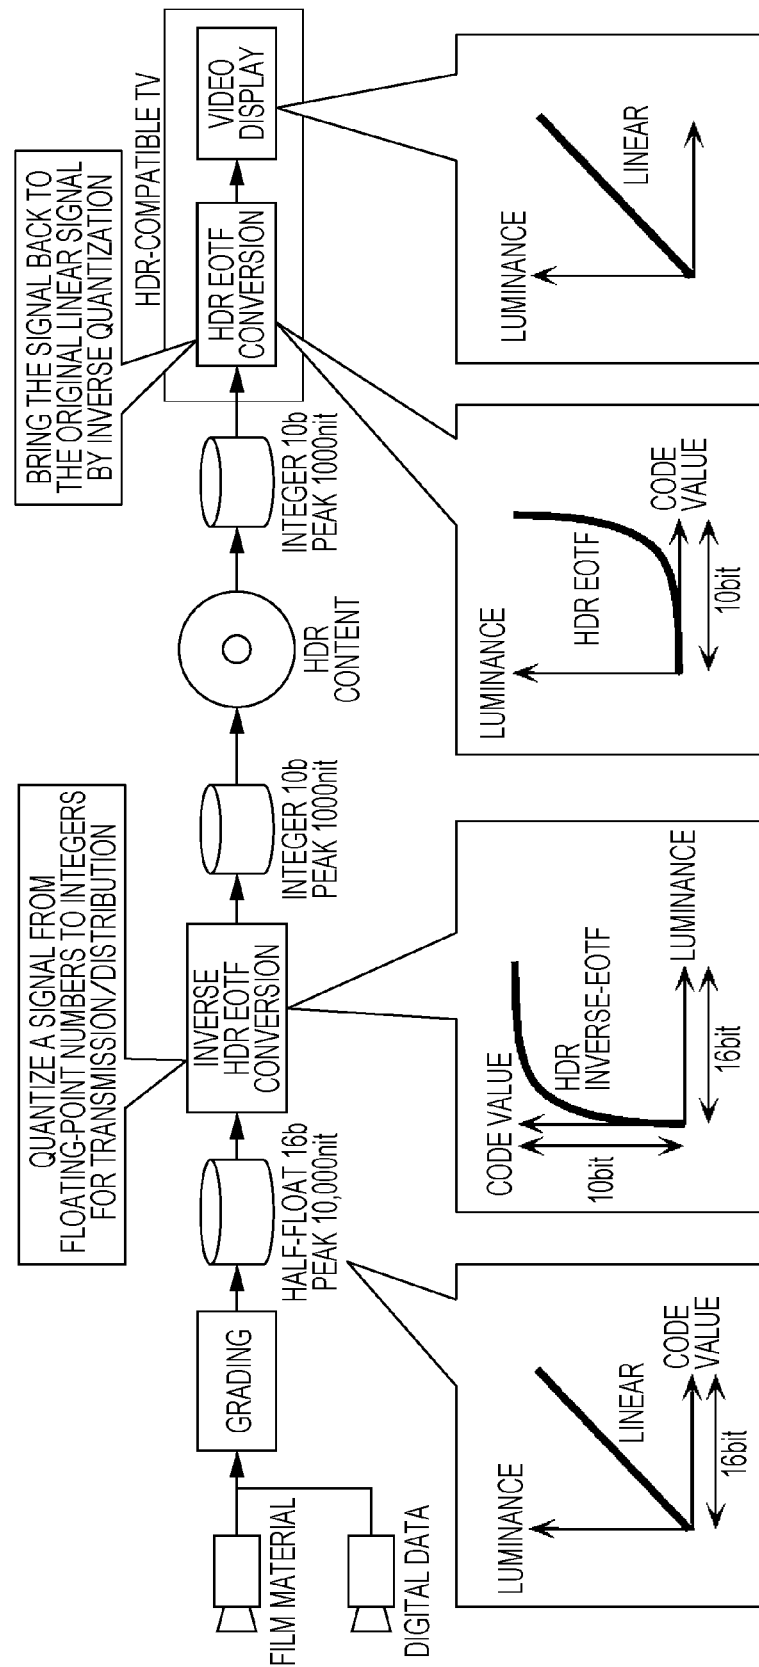 FILM MATERIAL
DIGITAL DATA
GRADING
HALF-FLOAT 16b
PEAK 10,000nit
QUANTIZE A SIGNAL FROM
FLOATING-POINT NUMBERS TO INTEGERS
FOR TRANSMISSION/DISTRIBUTION
INVERSE
HDR EOTF
CONVERSION
INTEGER 10b
PEAK 1000nit
HDR
CONTENT
INTEGER 10b
PEAK 1000nit
BRING THE SIGNAL BACK TO
THE ORIGINAL LINEAR SIGNAL
BY INVERSE QUANTIZATION
HDR-COMPATIBLE TV
HDR EOTF
CONVERSION
VIDEO
DISPLAY
LUMINANCE
LINEAR
CODE
VALUE
16bit
CODE VALUE
10bit
HDR
INVERSE-EOTF
LUMINANCE
16bit
LUMINANCE
HDR EOTF
CODE
VALUE
10bit
LUMINANCE
LINEAR